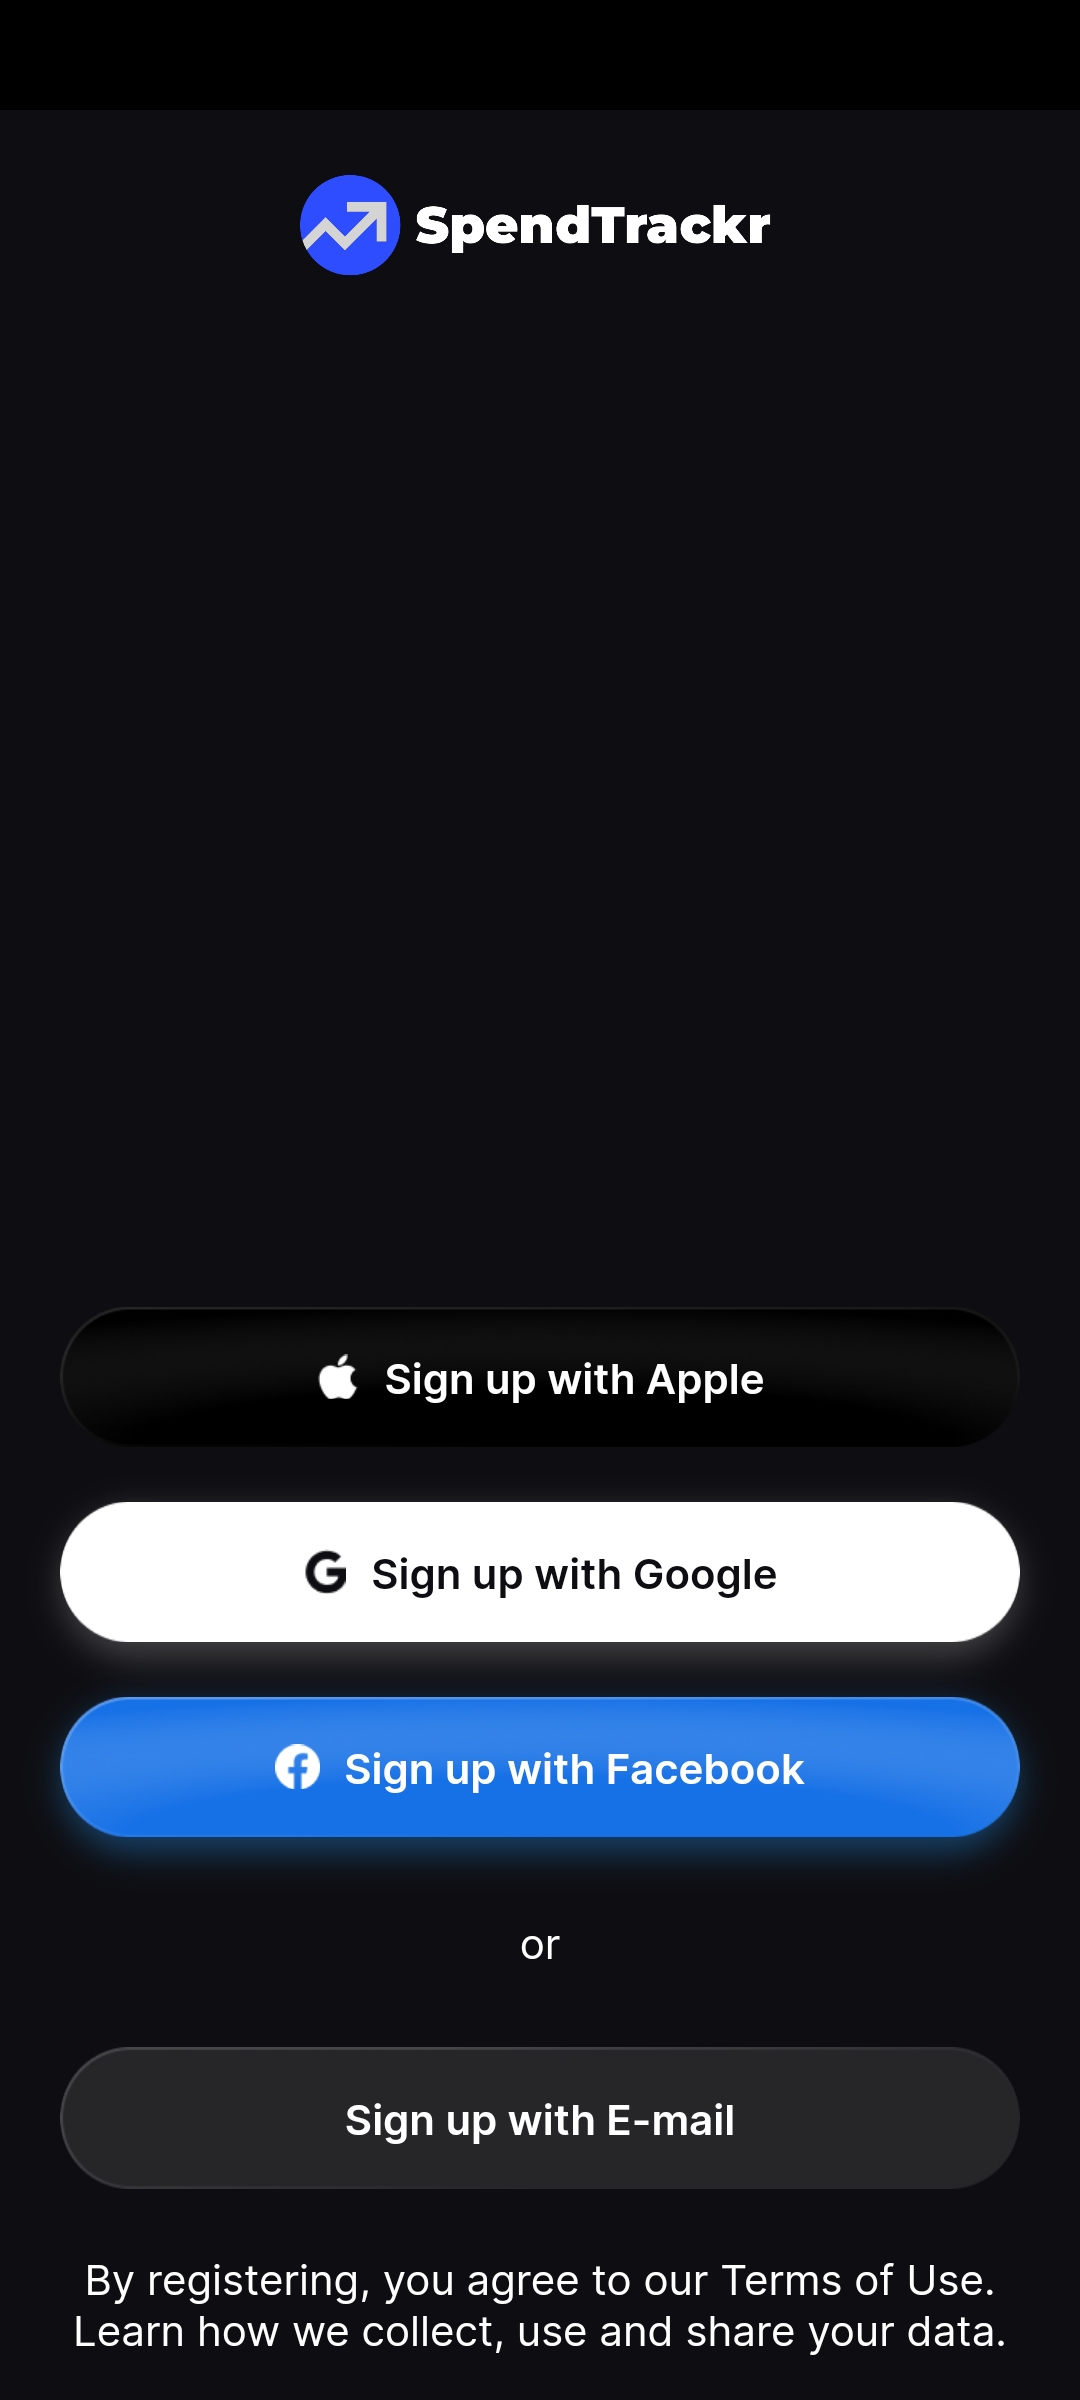 SpendTrackr
Sign up with Apple
Sign up with Google
Sign up with Facebook
or
Sign up with E-mail
By registering, you agree to our Terms of Use.
Learn how we collect, use and share your data.